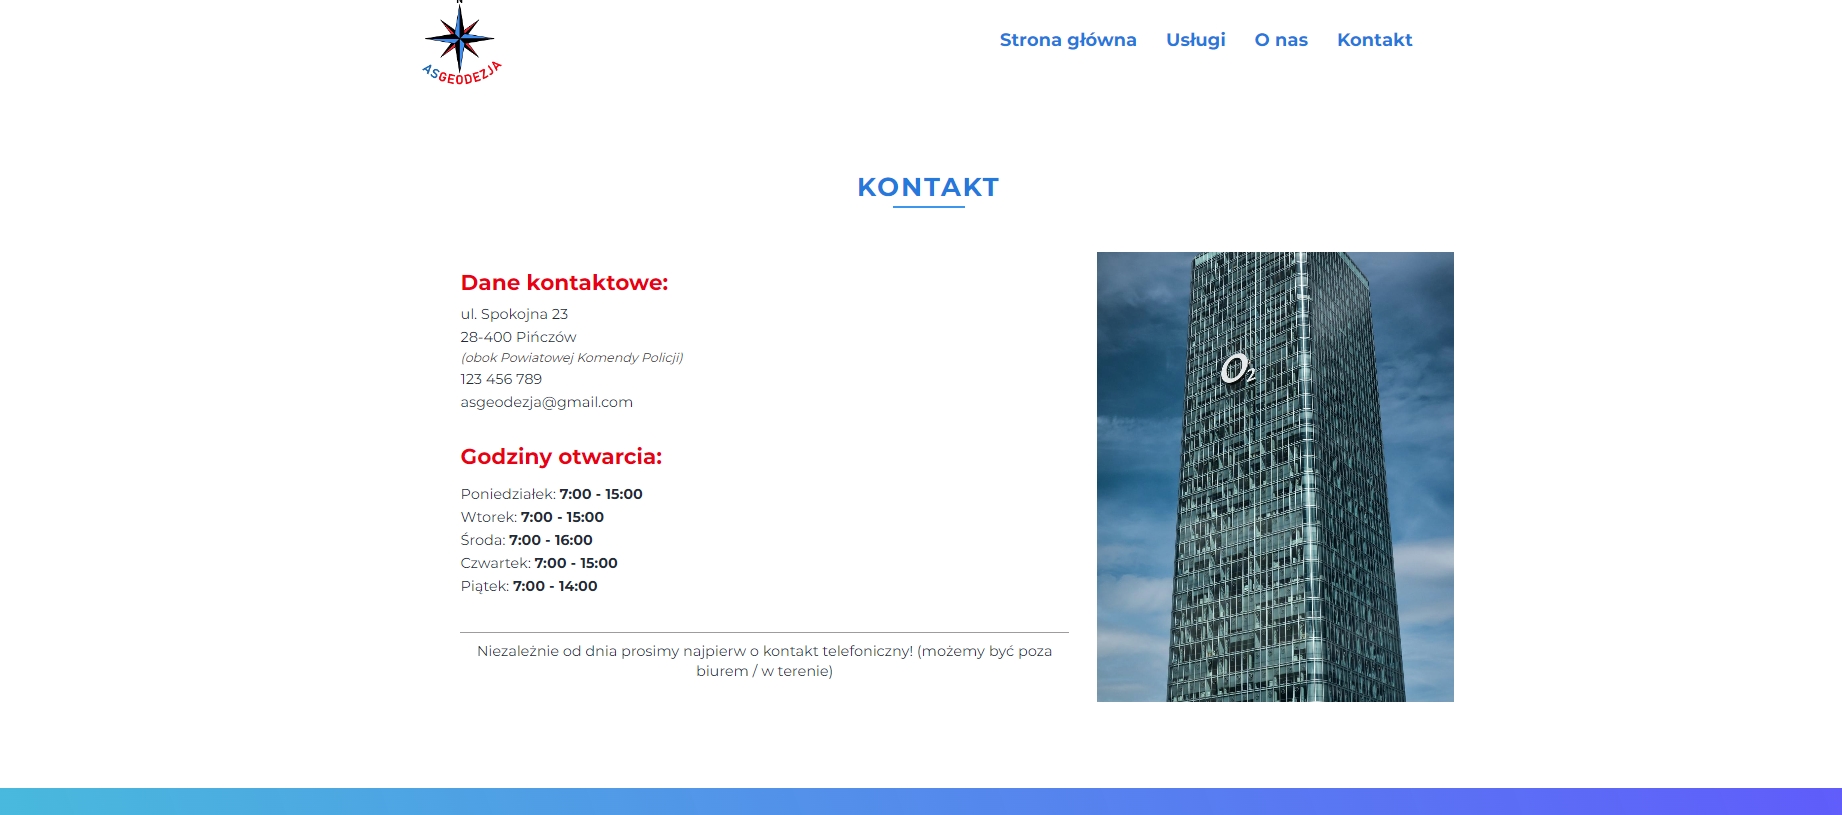 N
ASGEODEZJA
Strona główna Usługi O nas Kontakt
KONTAKT
Dane kontaktowe:
ul. Spokojna 23
28-400 Pińczów
(obok Powiatowej Komendy Policji)
123 456 789
asgeodezja@gmail.com
O2
Godziny otwarcia:
Poniedziałek: 7:00 - 15:00
Wtorek: 7:00 - 15:00
Środa: 7:00 - 16:00
Czwartek: 7:00 - 15:00
Piątek: 7:00 - 14:00
Niezależnie od dnia prosimy najpierw o kontakt telefoniczny! (możemy być poza
biurem / w terenie)